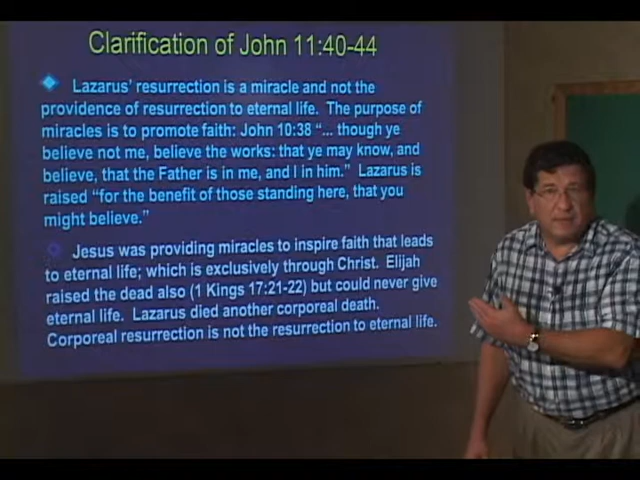 Clarification of John 11:40-44
Lazarus' resurrection is a miracle and not the
providence of resurrection to eternal life. The purpose of
miracles is to promote faith: John 10:38 “... though ye
believe not me, believe the works: that ye may know, and
believe, that the Father is in me, and I in him.” Lazarus is
raised “for the benefit of those standing here, that you
might believe.”
Jesus was providing miracles to inspire faith that leads
to eternal life; which is exclusively through Christ. Elijah
raised the dead also (1 Kings 17:21-22) but could never give
eternal life. Lazarus died another corporeal death.
Corporeal resurrection is not the resurrection to eternal life.